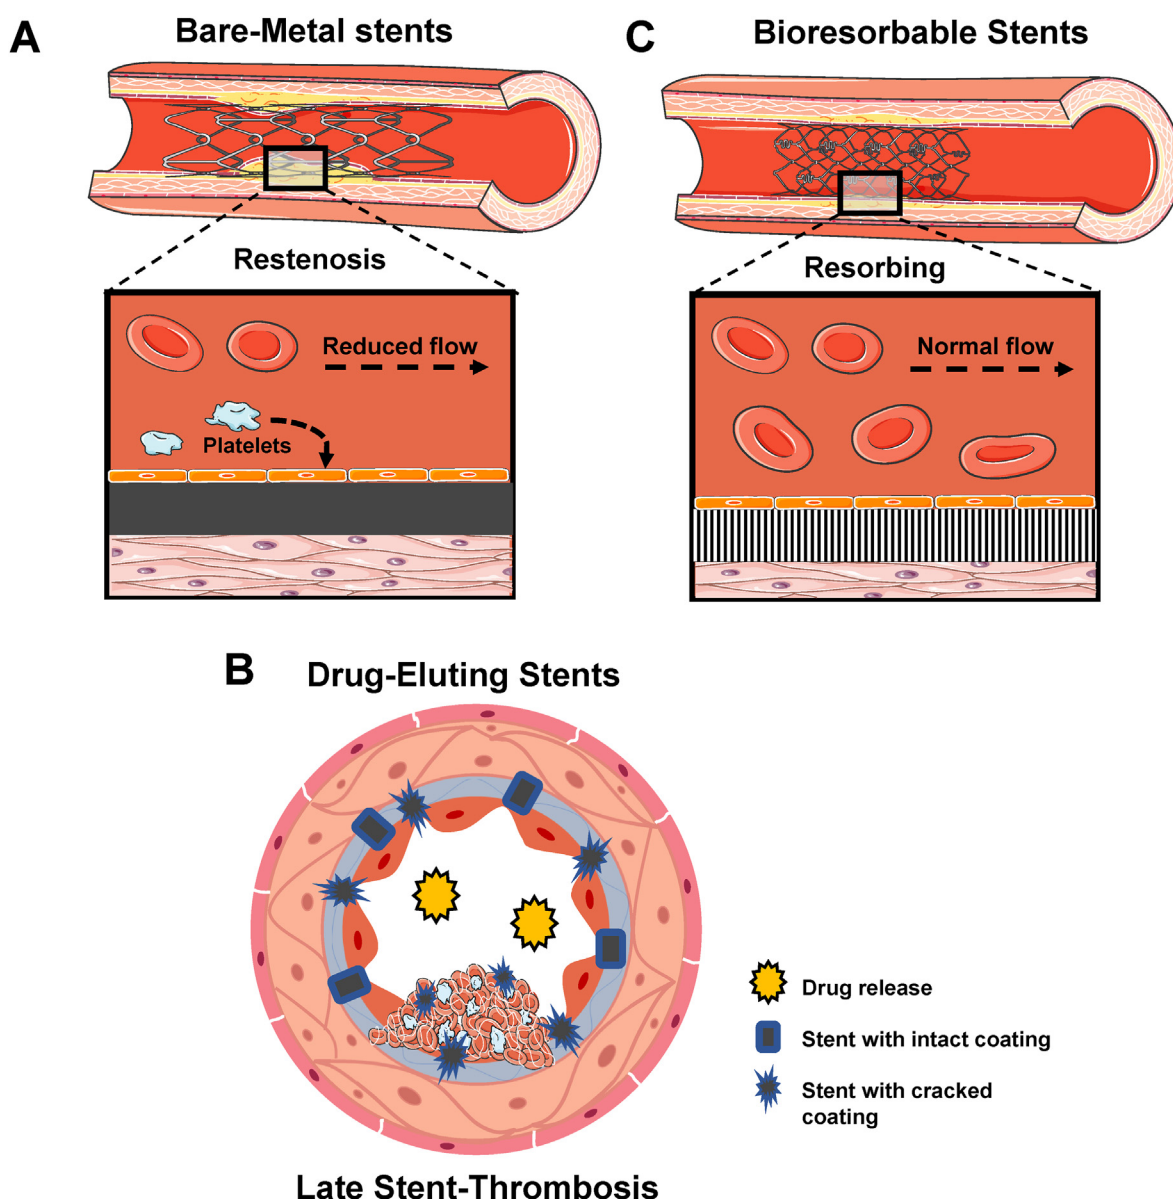 A
Bare-Metal stents
Restenosis
Reduced flow
Platelets
C
Bioresorbable Stents
Resorbing
Normal flow
B
Drug-Eluting Stents
Drug release
Stent with intact coating
Stent with cracked
coating
Late Stent-Thrombosis